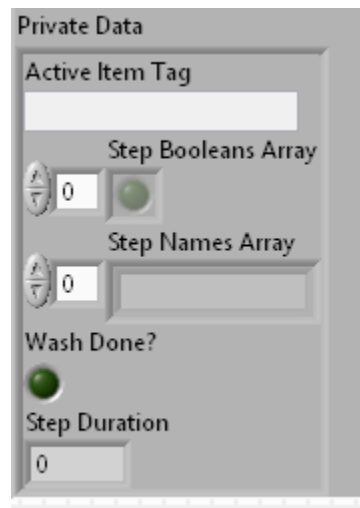 Private Data
Active Item Tag
Step Booleans Array
0
Step Names Array
0
Wash Done?
Step Duration
0